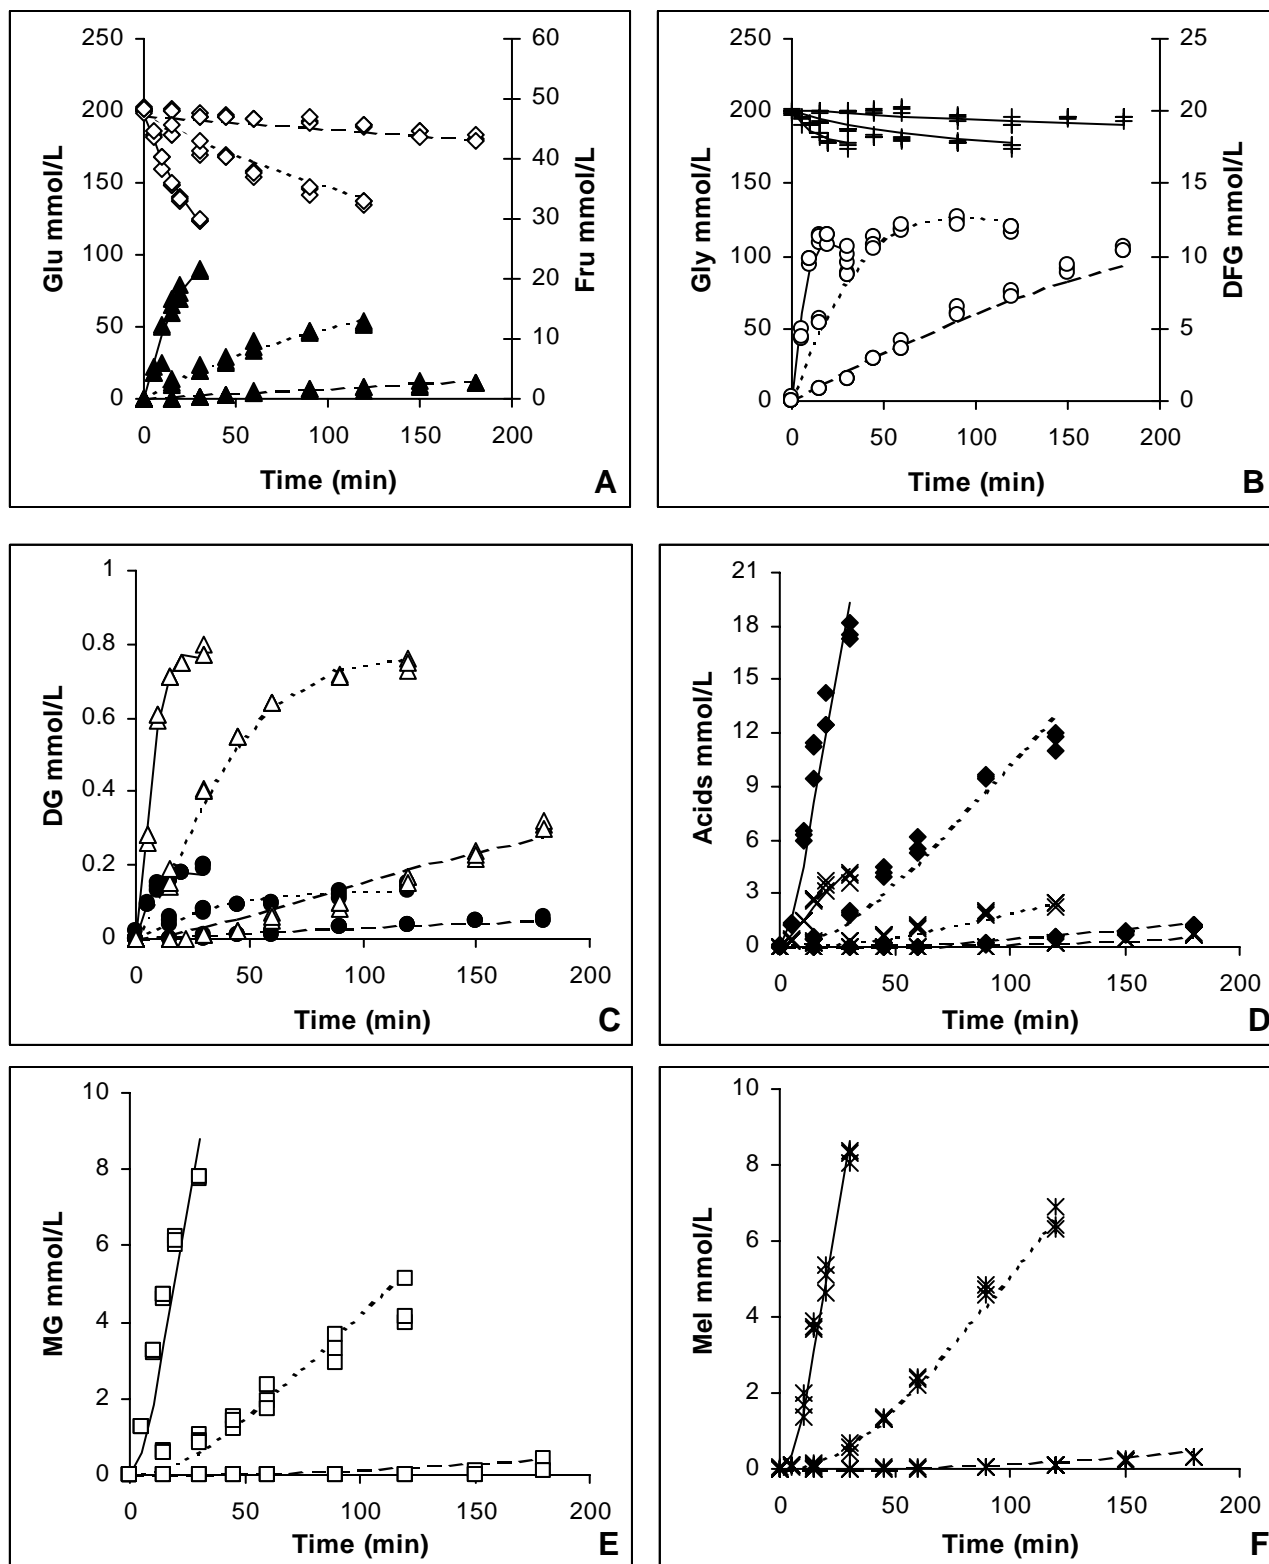 250
200
150
100
50
0
Glu mmol/L
60
50
40
30
20
10
0
Fru mmol/L
0 50 100 150 200
Time (min)
A
250
200
150
100
50
0
Gly mmol/L
25
20
15
10
5
0
DFG mmol/L
0 50 100 150 200
Time (min)
B
1
0.8
0.6
0.4
0.2
0
DG mmol/L
0 50 100 150 200
Time (min)
C
21
18
15
12
9
6
3
0
Acids mmol/L
0 50 100 150 200
Time (min)
D
10
8
6
4
2
0
MG mmol/L
0 50 100 150 200
Time (min)
E
10
8
6
4
2
0
Mel mmol/L
0 50 100 150 200
Time (min)
F